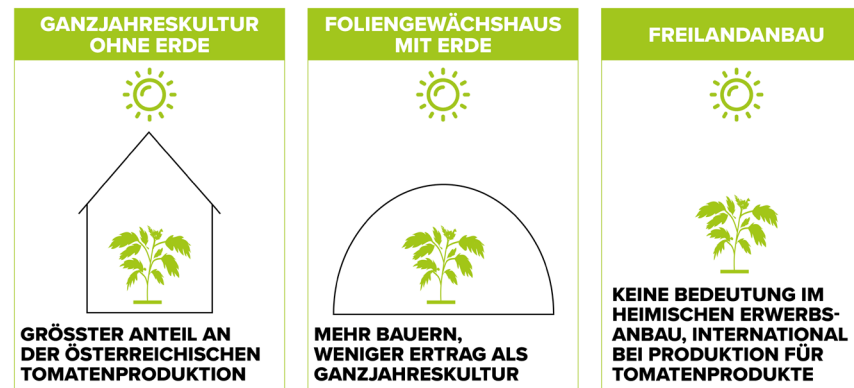 GANZJAHRESKULTUR
OHNE ERDE
GRÖSSTER ANTEIL AN
DER ÖSTERREICHISCHEN
TOMATENPRODUKTION
FOLIENGEWÄCHSHAUS
MIT ERDE
MEHR BAUERN,
WENIGER ERTRAG ALS
GANZJAHRESKULTUR
FREILANDANBAU
KEINE BEDEUTUNG IM
HEIMISCHEN ERWERBS-
ANBAU, INTERNATIONAL
BEI PRODUKTION FÜR
TOMATENPRODUKTE